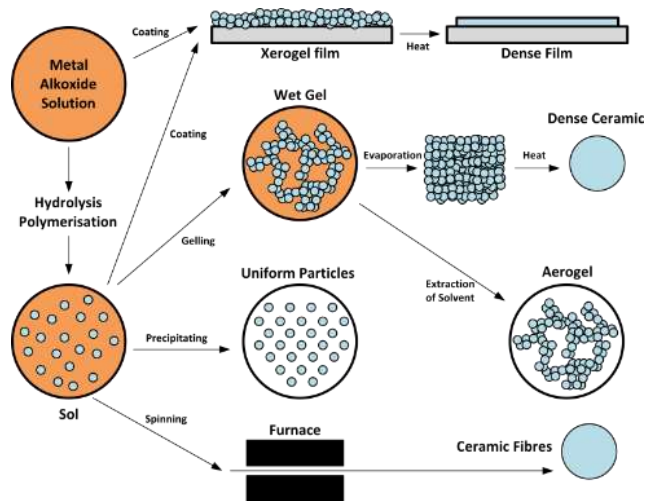 Coating
Xerogel film
Heat
Dense Film
Metal
Alkoxide
Solution
Coating
Wet Gel
Dense Ceramic
Evaporation
Heat
Hydrolysis
Polymerisation
Gelling
Uniform Particles
Extraction
of Solvent
Aerogel
Precipitating
Sol
Spinning
Furnace
Ceramic Fibres